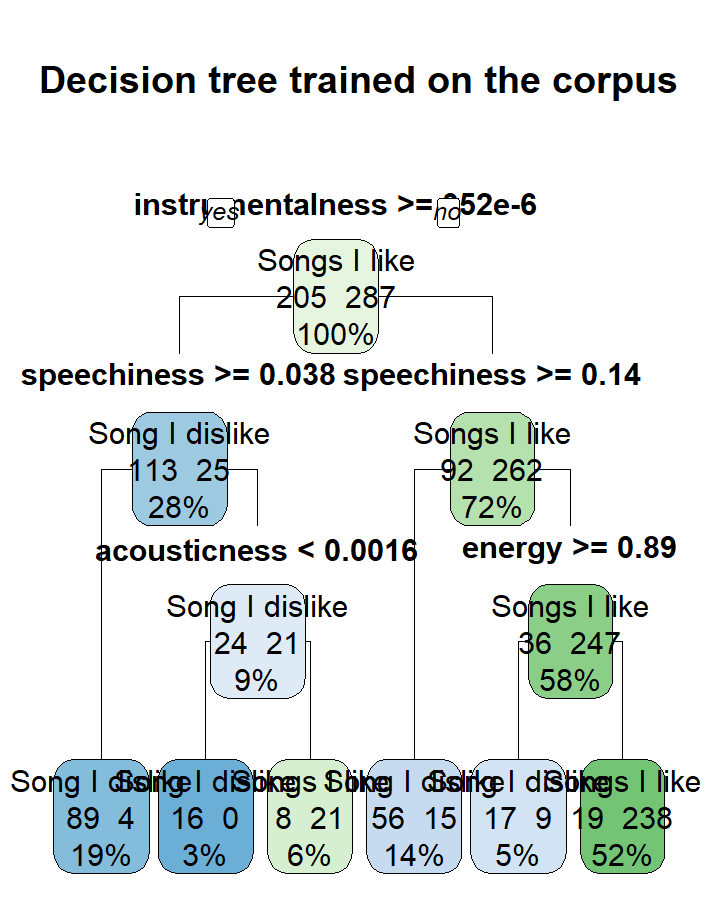 Decision tree trained on the corpus
instrumentalness >= 52e-6
yes
no
Songs I like
205 287
100%
speechiness >= 0.038
speechiness >= 0.14
Song I dislike
113 25
28%
Songs I like
92 262
72%
acousticness < 0.0016
energy >= 0.89
Song I dislike
24 21
9%
Songs I like
36 247
58%
Song I dislike
89 4
19%
Song I dislike
16 0
3%
Songs I like
8 21
6%
Song I dislike
56 15
14%
Song I dislike
17 9
5%
Songs I like
19 238
52%